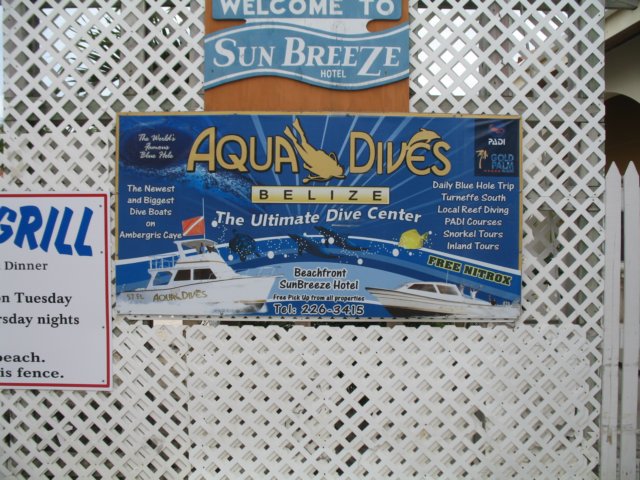 WELCOME TO
SUN BREEZE
HOTEL
The World's
Famous
Blue Hole
AQUA DIVES
BELIZE
The Ultimate Dive Center
PADI
GOLD
PALM
The Newest
and Biggest
Dive Boats
on
Ambergris Caye
Daily Blue Hole Trip
Turneffe South
Local Reef Diving
PADI Courses
Snorkel Tours
Inland Tours
FREE NITROX
Beachfront
SunBreeze Hotel
Free Pick Up from all properties
Tel: 226-3415
57 FT.
AQUA DIVES
GRILL
Dinner
on Tuesday
rsday nights
beach.
is fence.